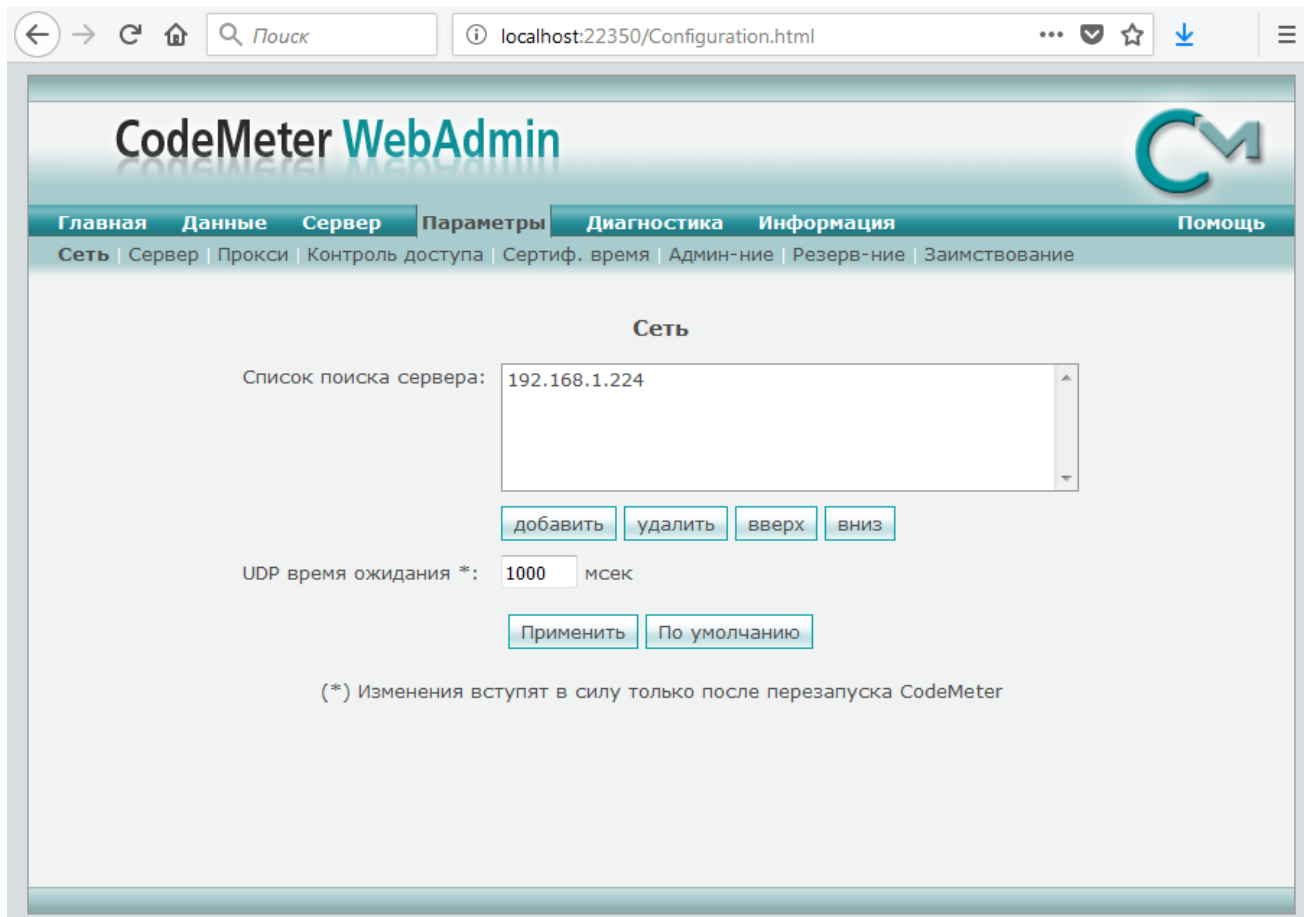 Поиск
localhost:22350/Configuration.html
CodeMeter WebAdmin
Главная Данные Сервер Параметры Диагностика Информация Помощь
Сеть | Сервер | Прокси | Контроль доступа | Сертиф. время | Админ-ние | Резерв-ние | Заимствование
Сеть
Список поиска сервера: 192.168.1.224
добавить удалить вверх вниз
UDP время ожидания *: 1000 мсек
Применить По умолчанию
(*) Изменения вступят в силу только после перезапуска CodeMeter